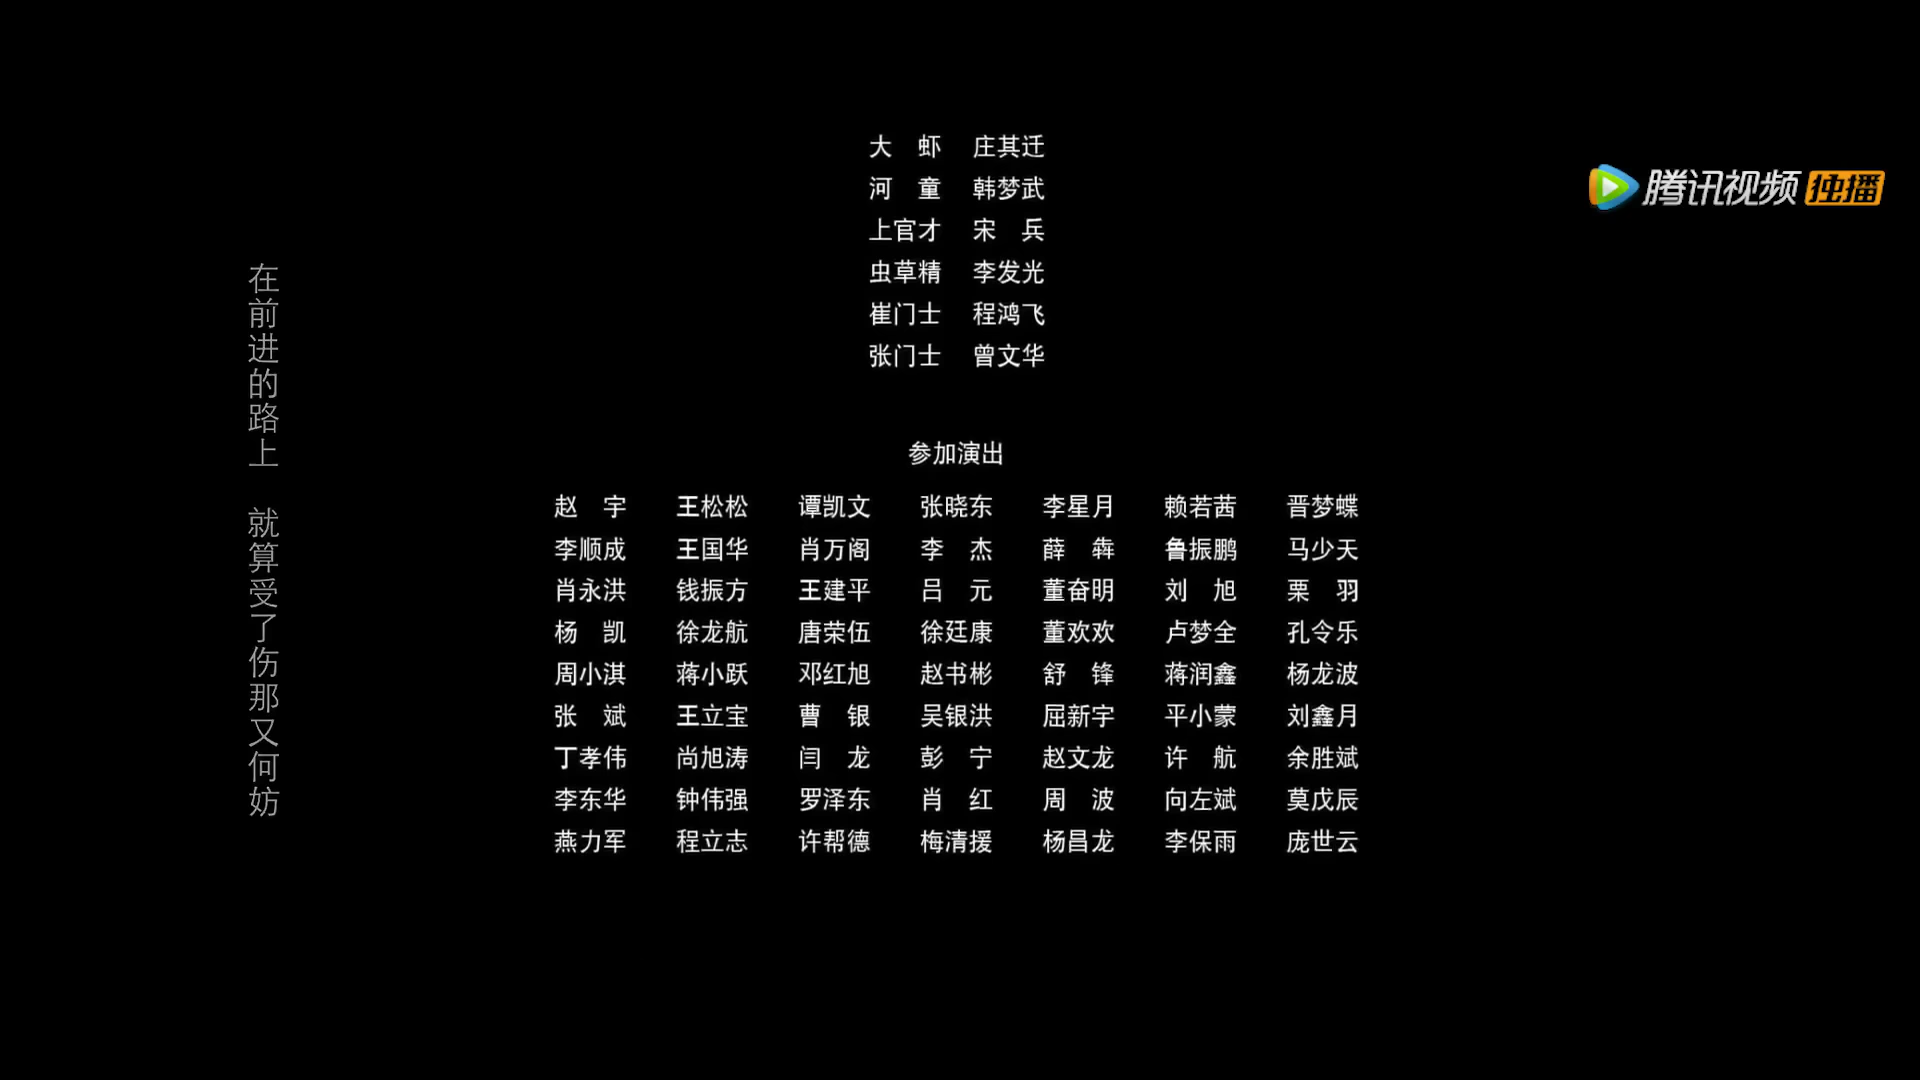 大　虾　庄其迁
河　童　韩梦武
上官才　宋　兵
虫草精　李发光
崔门士　程鸿飞
张门士　曾文华
腾讯视频 独播
在前进的路上　就算受了伤那又何妨
参加演出
赵　宇　王松松　谭凯文　张晓东　李星月　赖若茜　晋梦蝶
李顺成　王国华　肖万阁　李　杰　薛　犇　鲁振鹏　马少天
肖永洪　钱振方　王建平　吕　元　董奋明　刘　旭　栗　羽
杨　凯　徐龙航　唐荣伍　徐廷康　董欢欢　卢梦全　孔令乐
周小淇　蒋小跃　邓红旭　赵书彬　舒　锋　蒋润鑫　杨龙波
张　斌　王立宝　曹　银　吴银洪　屈新宇　平小蒙　刘鑫月
丁孝伟　尚旭涛　闫　龙　彭　宁　赵文龙　许　航　余胜斌
李东华　钟伟强　罗泽东　肖　红　周　波　向左斌　莫戊辰
燕力军　程立志　许帮德　梅清援　杨昌龙　李保雨　庞世云